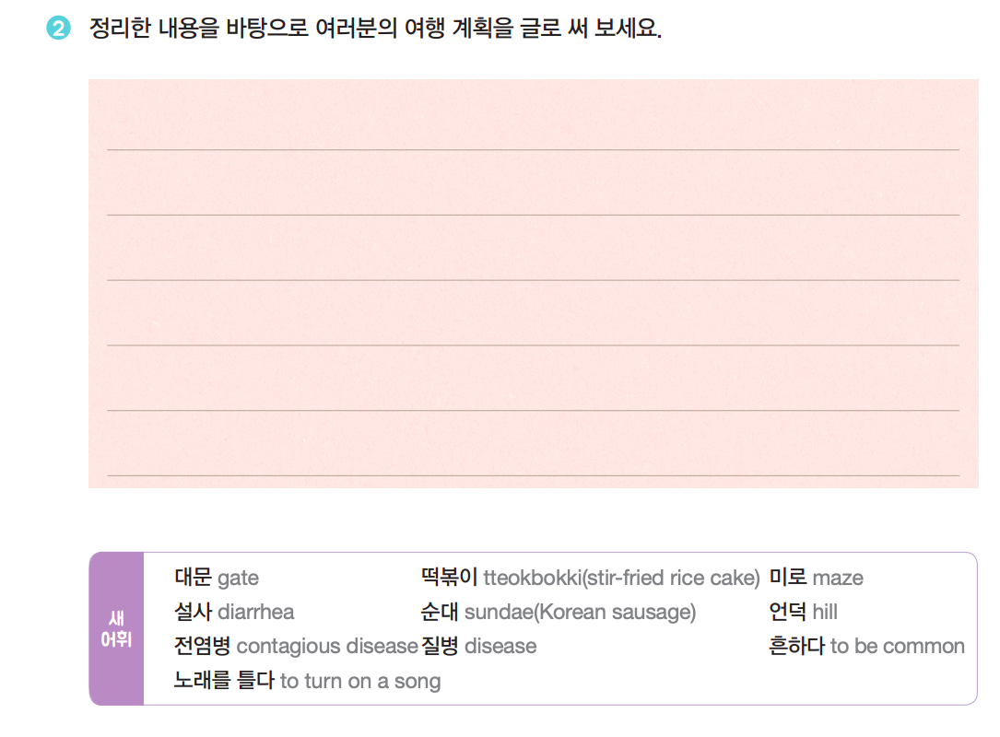 2 정리한 내용을 바탕으로 여러분의 여행 계획을 글로 써 보세요.
새
어휘
대문 gate 떡볶이 tteokbokki(stir-fried rice cake) 미로 maze
설사 diarrhea 순대 sundae(Korean sausage) 언덕 hill
전염병 contagious disease 질병 disease 흔하다 to be common
노래를 틀다 to turn on a song